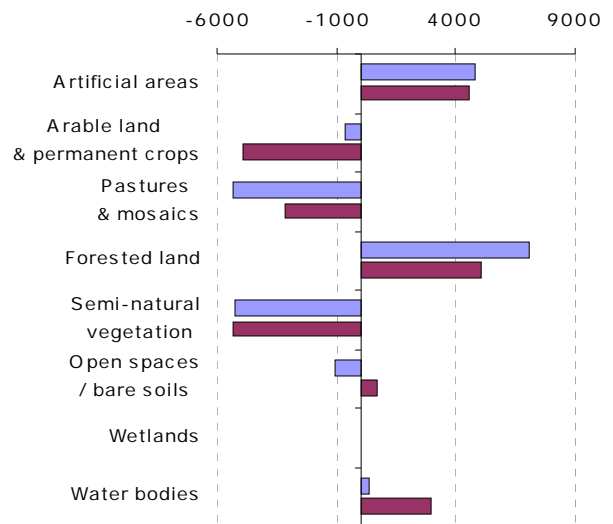 -6000 -1000 4000 9000
Artificial areas
Arable land
& permanent crops
Pastures
& mosaics
Forested land
Semi-natural
vegetation
Open spaces
/ bare soils
Wetlands
Water bodies